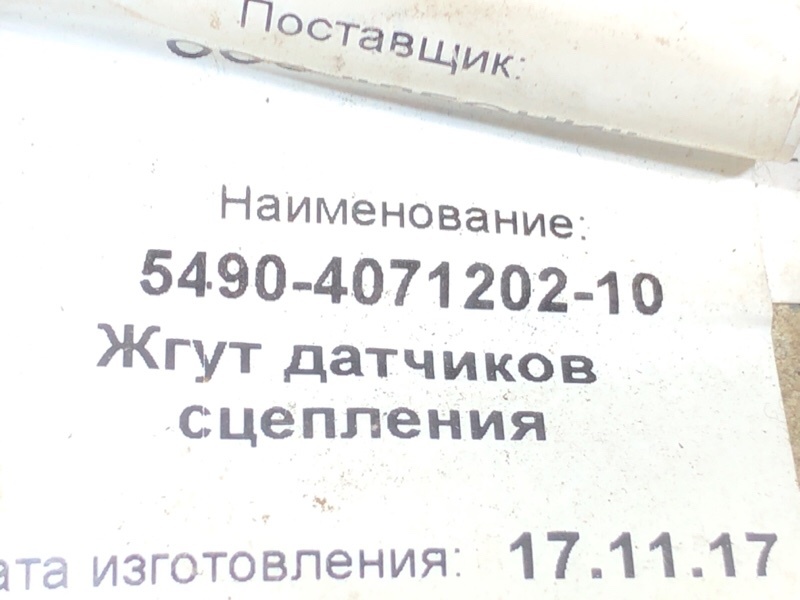 Поставщик:
Наименование:
5490-4071202-10
Жгут датчиков
сцепления
ата изготовления: 17.11.17